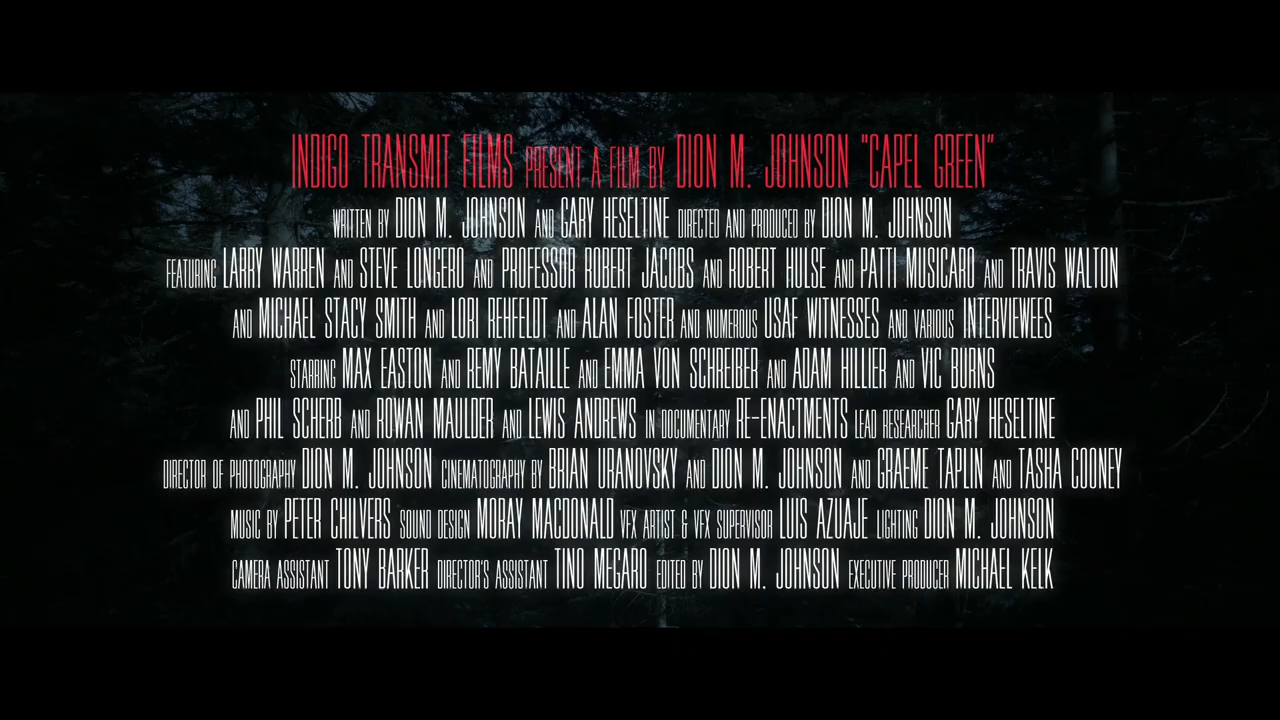 INDIGO TRANSMIT FILMS PRESENT A FILM BY DION M. JOHNSON "CAPEL GREEN"
WRITTEN BY DION M. JOHNSON AND GARY HESELTINE DIRECTED AND PRODUCED BY DION M. JOHNSON
FEATURING LARRY WARREN AND STEVE LONGERO AND PROFESSOR ROBERT JACOBS AND ROBERT HULSE AND PATTI MUSICARO AND TRAVIS WALTON
AND MICHAEL STACY SMITH AND LORI REHFELDT AND ALAN FOSTER AND NUMEROUS USAF WITNESSES AND VARIOUS INTERVIEWEES
STARRING MAX EASTON AND REMY BATAILLE AND EMMA VON SCHREIBER AND ADAM HILLIER AND VIC BURNS
AND PHIL SCHERB AND ROWAN MAULDER AND LEWIS ANDREWS IN DOCUMENTARY RE-ENACTMENTS LEAD RESEARCHER GARY HESELTINE
DIRECTOR OF PHOTOGRAPHY DION M. JOHNSON CINEMATOGRAPHY BY BRIAN URANOVSKY AND DION M. JOHNSON AND GRAEME TAPLIN AND TASHA COONEY
MUSIC BY PETER CHILVERS SOUND DESIGN MORAY MACDONALD VFX ARTIST & VFX SUPERVISOR LUIS AZUAJE LIGHTING DION M. JOHNSON
CAMERA ASSISTANT TONY BARKER DIRECTOR'S ASSISTANT TINO MEGARO EDITED BY DION M. JOHNSON EXECUTIVE PRODUCER MICHAEL KELK